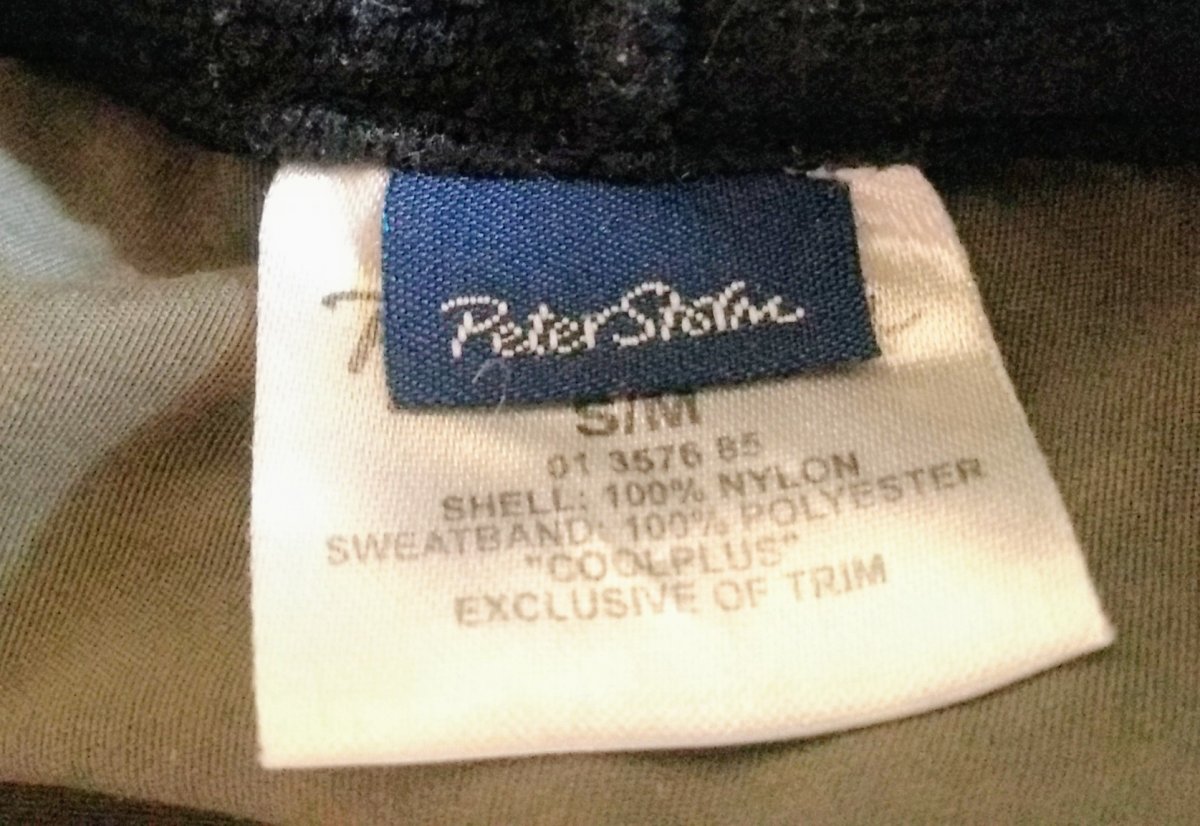 Peter Storm
S/M
01 3576 85
SHELL: 100% NYLON
SWEATBAND: 100% POLYESTER
"COOLPLUS"
EXCLUSIVE OF TRIM